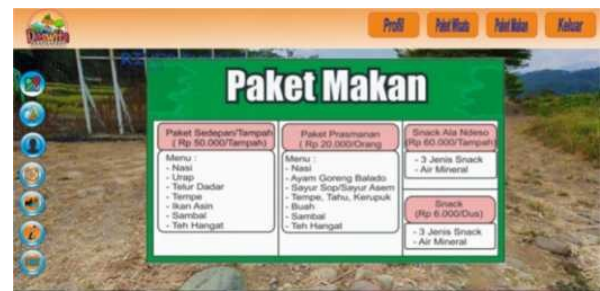 Profil
Paket Wisata
Paket Makan
Keluar
Paket Makan
Paket Sedepan/Tampah
( Rp 50.000/Tampah)
Menu :
- Nasi
- Urap
- Telur Dadar
- Tempe
- Ikan Asin
- Sambal
- Teh Hangat
Paket Prasmanan
( Rp 20.000/Orang
Menu :
- Nasi
- Ayam Goreng Balado
- Sayur Sop/Sayur Asem
- Tempe, Tahu, Kerupuk
- Buah
- Sambal
- Teh Hangat
Snack Ala Ndeso
(Rp 60.000/Tampah)
- 3 Jenis Snack
- Air Mineral
Snack
(Rp 6.000/Dus)
- 3 Jenis Snack
- Air Mineral